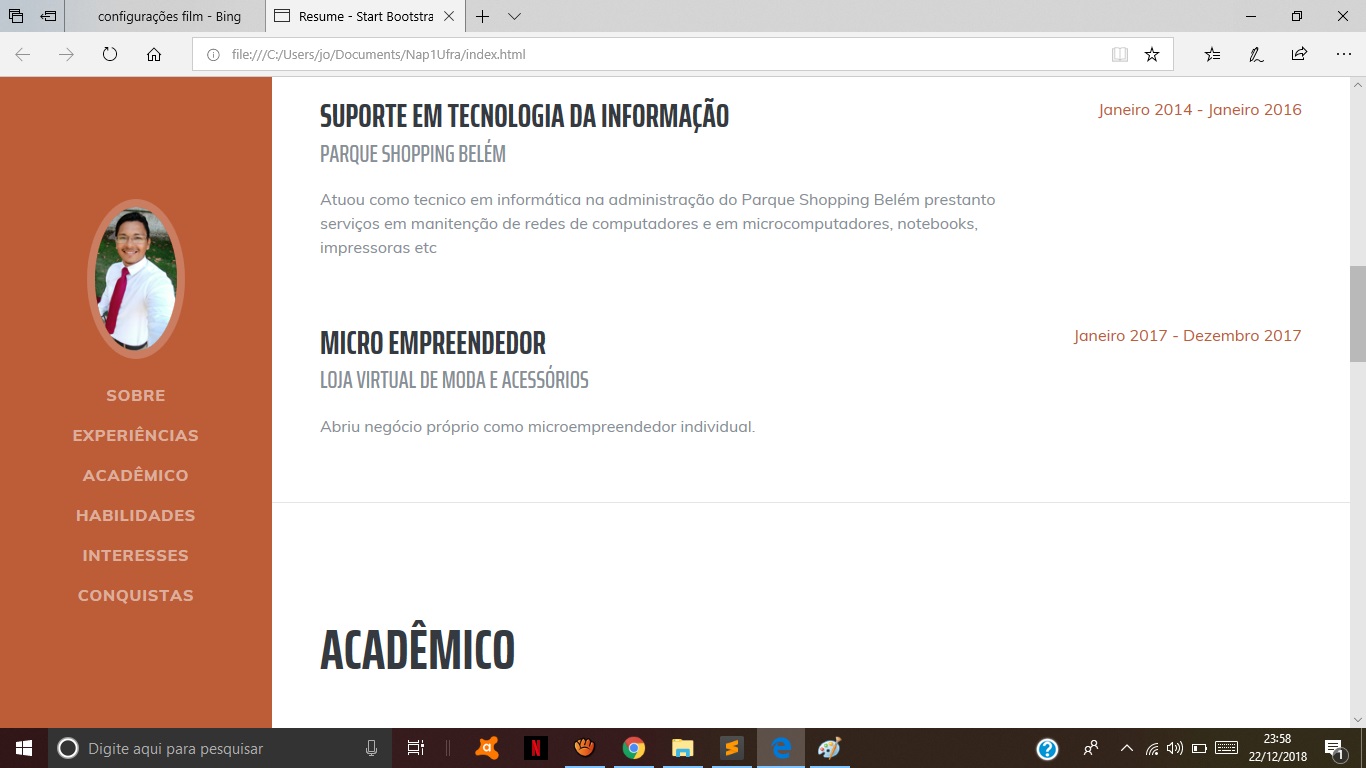 configurações film - Bing
Resume - Start Bootstra
file:///C:/Users/jo/Documents/Nap1Ufra/index.html
SOBRE
EXPERIÊNCIAS
ACADÊMICO
HABILIDADES
INTERESSES
CONQUISTAS
SUPORTE EM TECNOLOGIA DA INFORMAÇÃO
Janeiro 2014 - Janeiro 2016
PARQUE SHOPPING BELÉM
Atuou como tecnico em informática na administração do Parque Shopping Belém prestanto
serviços em manitenção de redes de computadores e em microcomputadores, notebooks,
impressoras etc
MICRO EMPREENDEDOR
Janeiro 2017 - Dezembro 2017
LOJA VIRTUAL DE MODA E ACESSÓRIOS
Abriu negócio próprio como microempreendedor individual.
ACADÊMICO
Digite aqui para pesquisar
23:58
22/12/2018
1